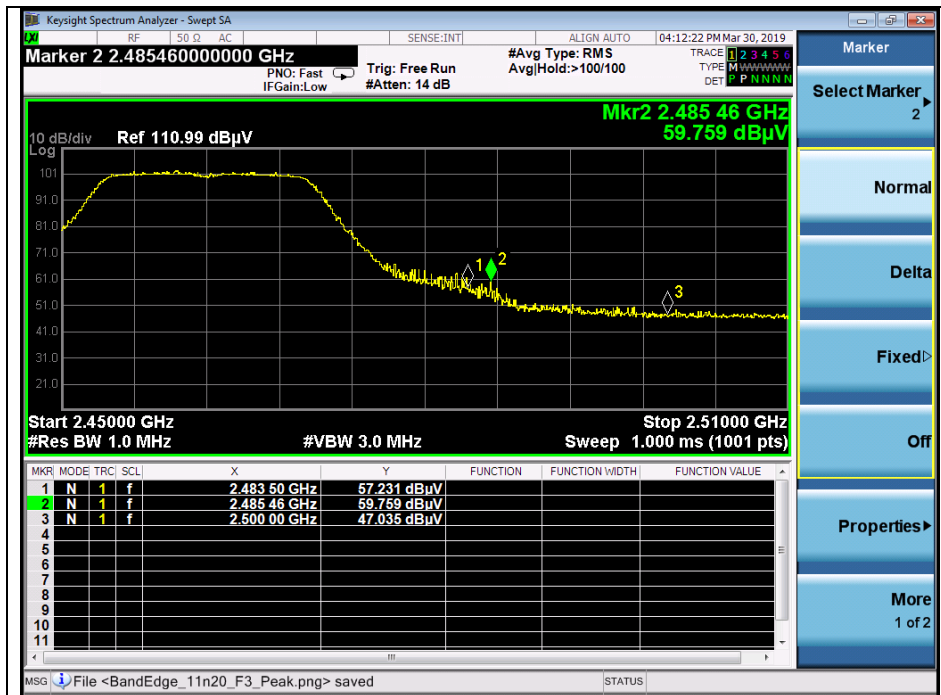 Keysight Spectrum Analyzer - Swept SA
LXI RF 50 Ω AC SENSE:INT ALIGN AUTO 04:12:22 PM Mar 30, 2019
Marker 2 2.485460000000 GHz
PNO: Fast
IFGain:Low
Trig: Free Run
#Atten: 14 dB
#Avg Type: RMS
Avg|Hold:>100/100
TRACE 1 2 3 4 5 6
TYPE M WWWWW
DET P P N N N N
Mkr2 2.485 46 GHz
59.759 dBµV
10 dB/div Ref 110.99 dBµV
Log
101
91.0
81.0
71.0
61.0
51.0
41.0
31.0
21.0
1
2
3
Start 2.45000 GHz Stop 2.51000 GHz
#Res BW 1.0 MHz #VBW 3.0 MHz Sweep 1.000 ms (1001 pts)
MKR MODE TRC SCL X Y FUNCTION FUNCTION WIDTH FUNCTION VALUE
1 N 1 f 2.483 50 GHz 57.231 dBµV
2 N 1 f 2.485 46 GHz 59.759 dBµV
3 N 1 f 2.500 00 GHz 47.035 dBµV
4
5
6
7
8
9
10
11
MSG File <BandEdge_11n20_F3_Peak.png> saved STATUS
Marker
Select Marker
2
Normal
Delta
Fixed
Off
Properties
More
1 of 2